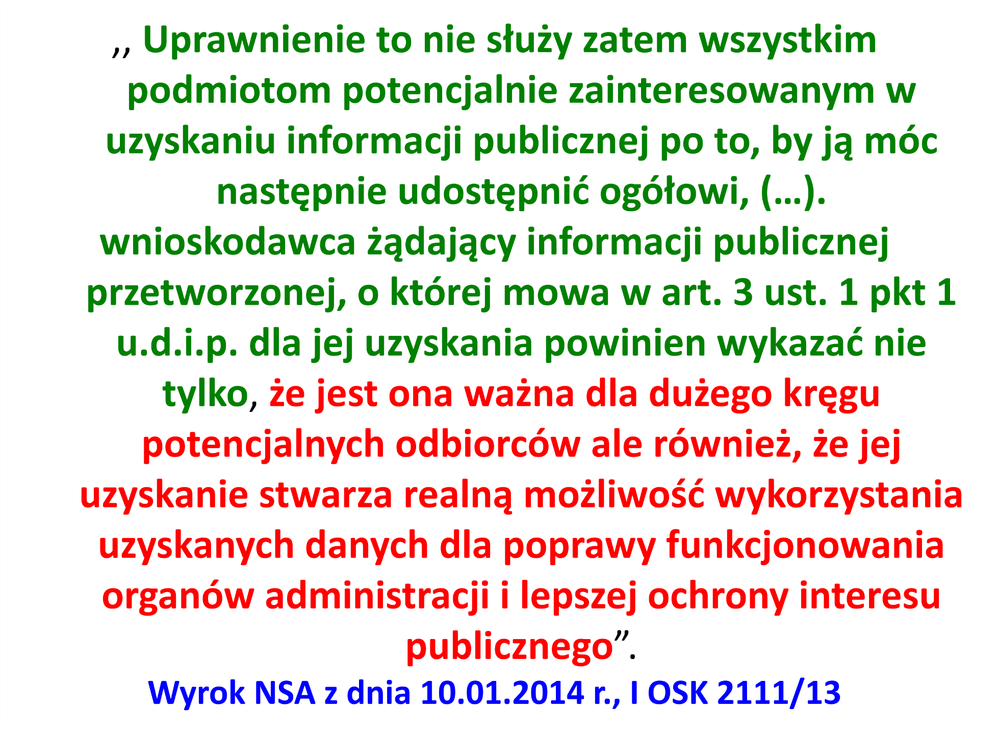 ,, Uprawnienie to nie służy zatem wszystkim
podmiotom potencjalnie zainteresowanym w
uzyskaniu informacji publicznej po to, by ją móc
następnie udostępnić ogółowi, (…).
wnioskodawca żądający informacji publicznej
przetworzonej, o której mowa w art. 3 ust. 1 pkt 1
u.d.i.p. dla jej uzyskania powinien wykazać nie
tylko, że jest ona ważna dla dużego kręgu
potencjalnych odbiorców ale również, że jej
uzyskanie stwarza realną możliwość wykorzystania
uzyskanych danych dla poprawy funkcjonowania
organów administracji i lepszej ochrony interesu
publicznego”.
Wyrok NSA z dnia 10.01.2014 r., I OSK 2111/13